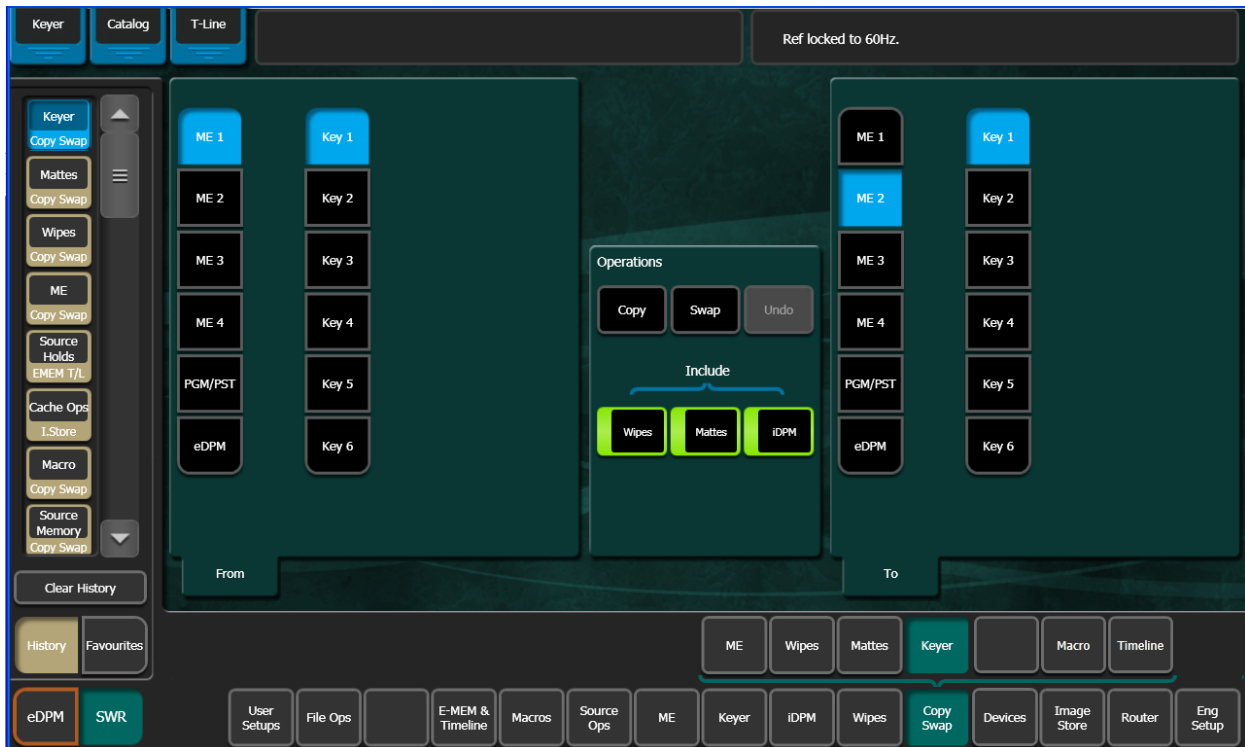 Keyer
Catalog
T-Line
Ref locked to 60Hz.
Keyer
Copy Swap
Mattes
Copy Swap
Wipes
Copy Swap
ME
Copy Swap
Source
Holds
EMEM T/L
Cache Ops
I.Store
Macro
Copy Swap
Source
Memory
Copy Swap
Clear History
History
Favourites
ME 1
ME 2
ME 3
ME 4
PGM/PST
eDPM
Key 1
Key 2
Key 3
Key 4
Key 5
Key 6
From
Operations
Copy
Swap
Undo
Include
Wipes
Mattes
iDPM
ME 1
ME 2
ME 3
ME 4
PGM/PST
eDPM
Key 1
Key 2
Key 3
Key 4
Key 5
Key 6
To
ME
Wipes
Mattes
Keyer
Macro
Timeline
eDPM
SWR
User
Setups
File Ops
E-MEM &
Timeline
Macros
Source
Ops
ME
Keyer
iDPM
Wipes
Copy
Swap
Devices
Image
Store
Router
Eng
Setup